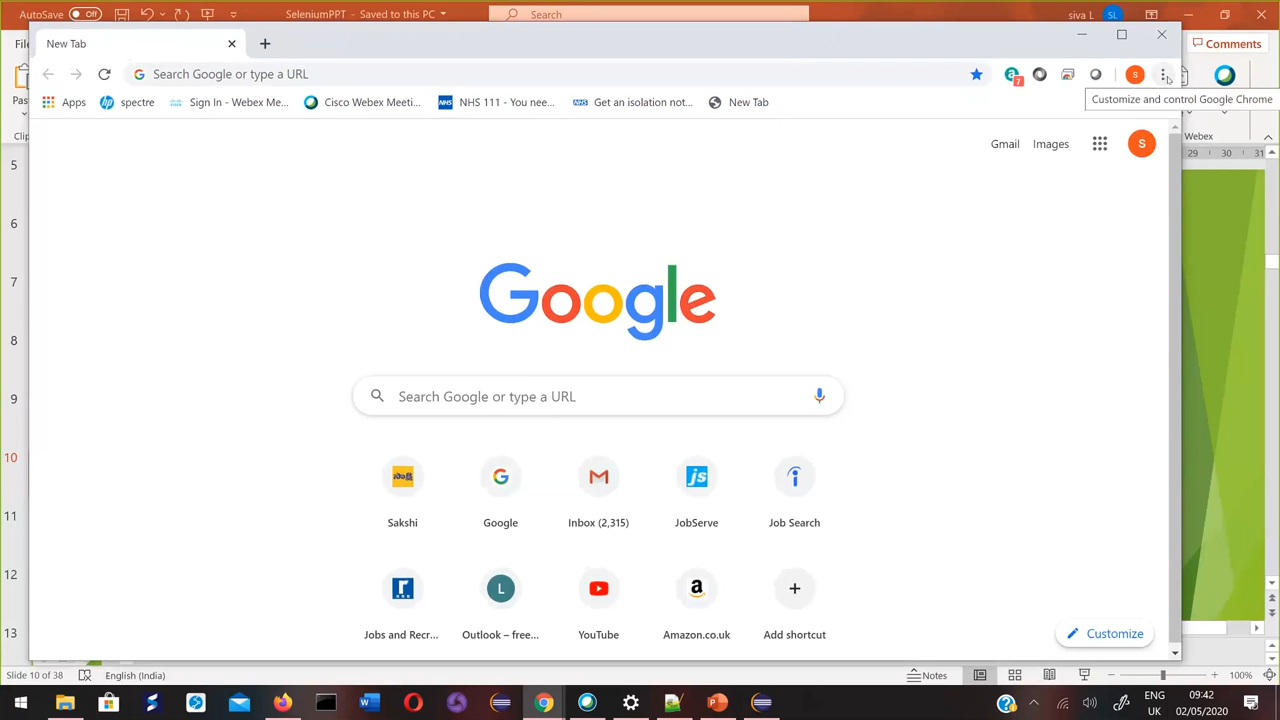 AutoSave Off SeleniumPPT - Saved to this PC Search siva L SL
New Tab
Comments
Search Google or type a URL
7
S
Customize and control Google Chrome
Apps spectre Sign In - Webex Me... Cisco Webex Meeti... NHS 111 - You nee... Get an isolation not... New Tab
Webex
Gmail Images S
29 30 31
5
6
7
8
9
10
11
12
13
Google
Search Google or type a URL
Sakshi Google Inbox (2,315) JobServe Job Search
Jobs and Recr... Outlook – free... YouTube Amazon.co.uk Add shortcut
Customize
Slide 10 of 38 English (India) Notes 100%
ENG 09:42
UK 02/05/2020